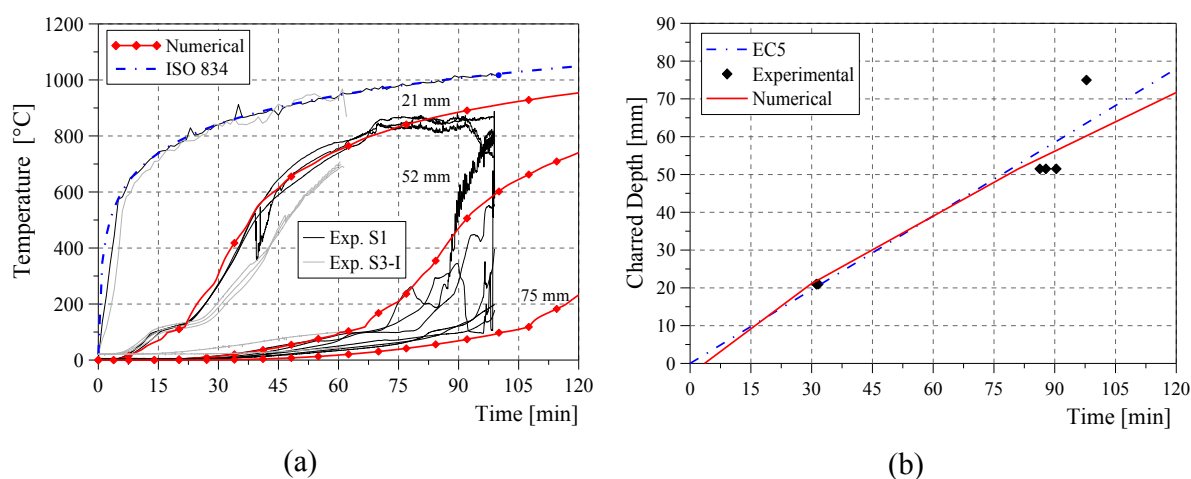 1200
1000
800
600
400
200
0
Temperature [°C]
0 15 30 45 60 75 90 105 120
Time [min]
Numerical
ISO 834
21 mm
52 mm
75 mm
Exp. S1
Exp. S3-I
(a)
90
80
70
60
50
40
30
20
10
0
Charred Depth [mm]
0 15 30 45 60 75 90 105 120
Time [min]
EC5
Experimental
Numerical
(b)